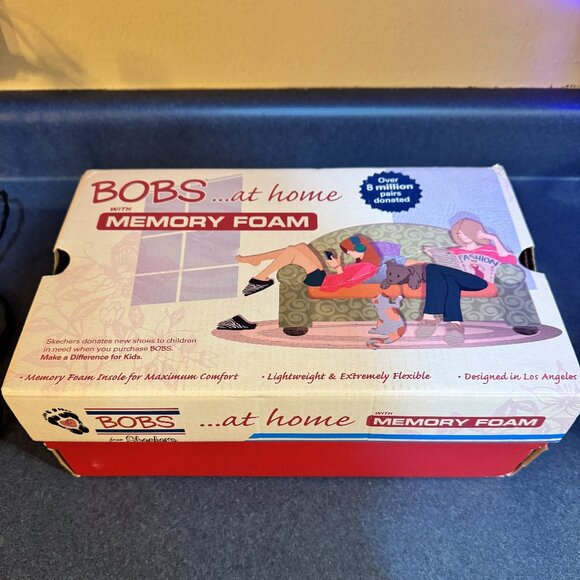 BOBS ...at home
WITH
MEMORY FOAM
Over
8 million
pairs
donated
FASHION
Skechers donates new shoes to children
in need when you purchase BOBS.
Make a Difference for Kids.
• Memory Foam Insole for Maximum Comfort • Lightweight & Extremely Flexible • Designed in Los Angeles
BOBS ...at home WITH MEMORY FOAM
from Skechers